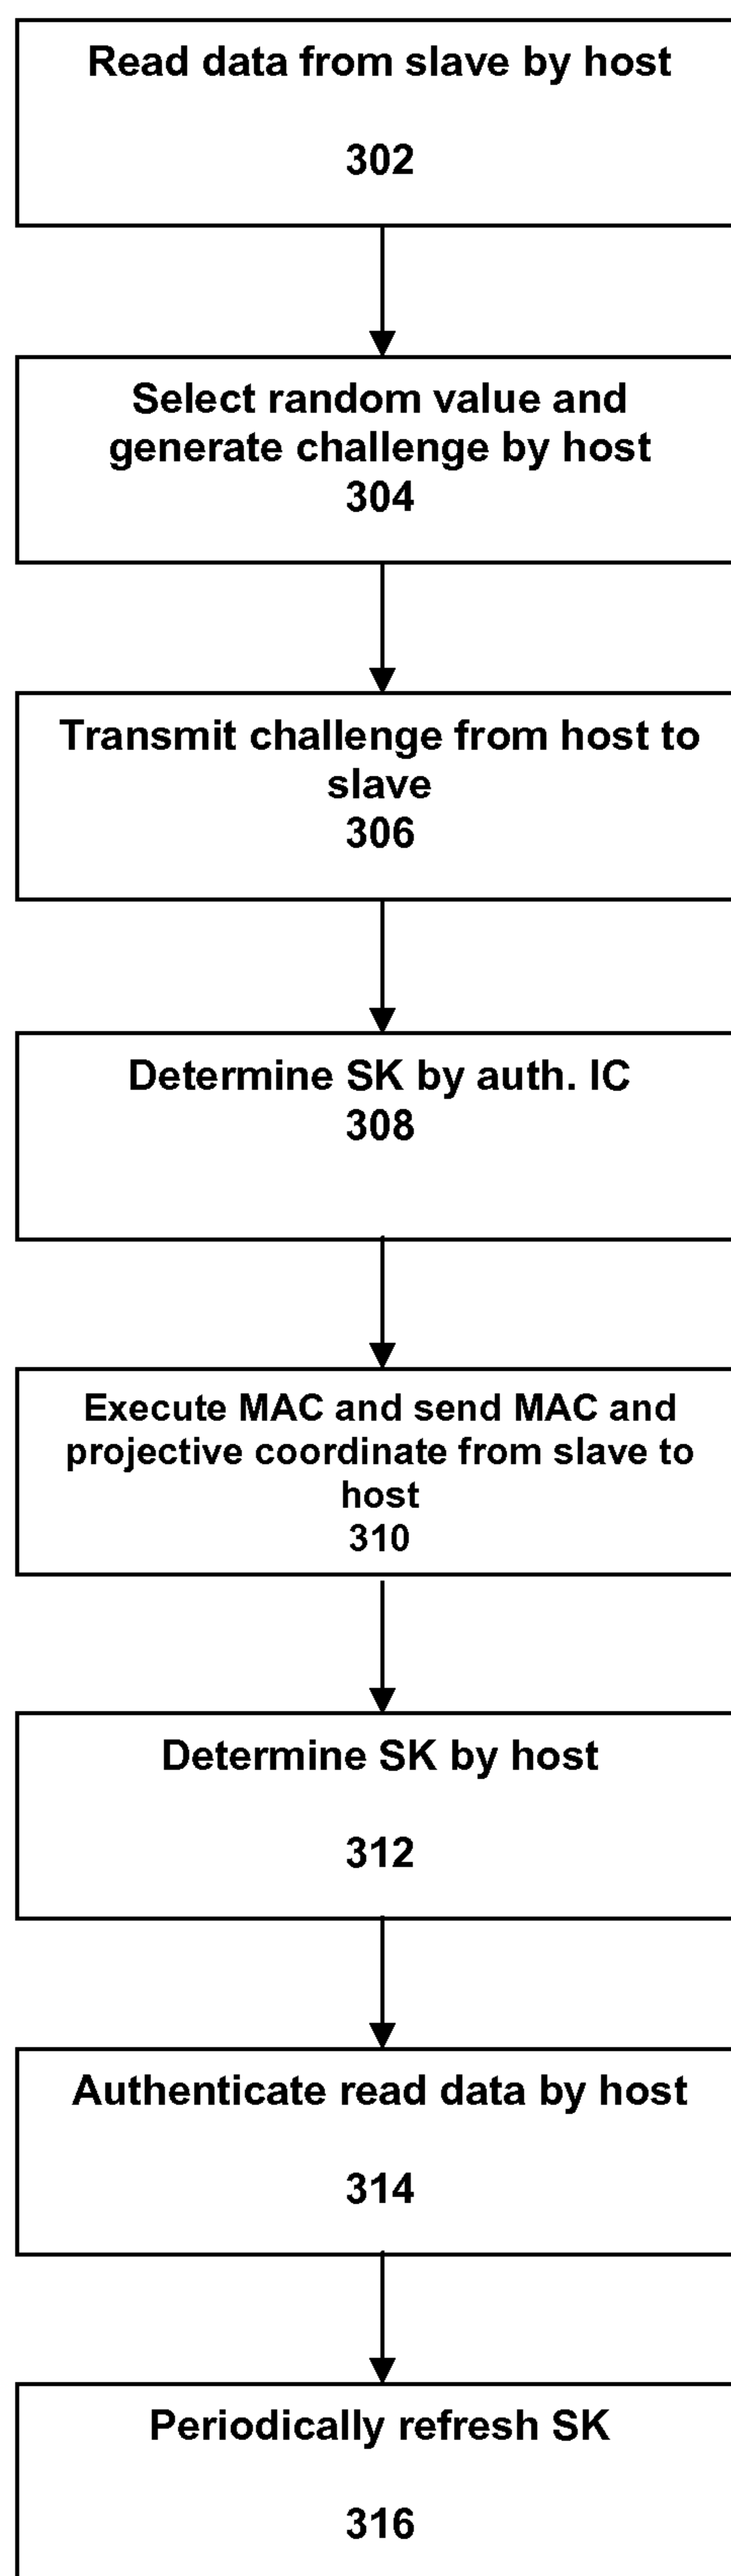 Read data from slave by host
302
Select random value and
generate challenge by host
304
Transmit challenge from host to
slave
306
Determine SK by auth. IC
308
Execute MAC and send MAC and
projective coordinate from slave to
host
310
Determine SK by host
312
Authenticate read data by host
314
Periodically refresh SK
316